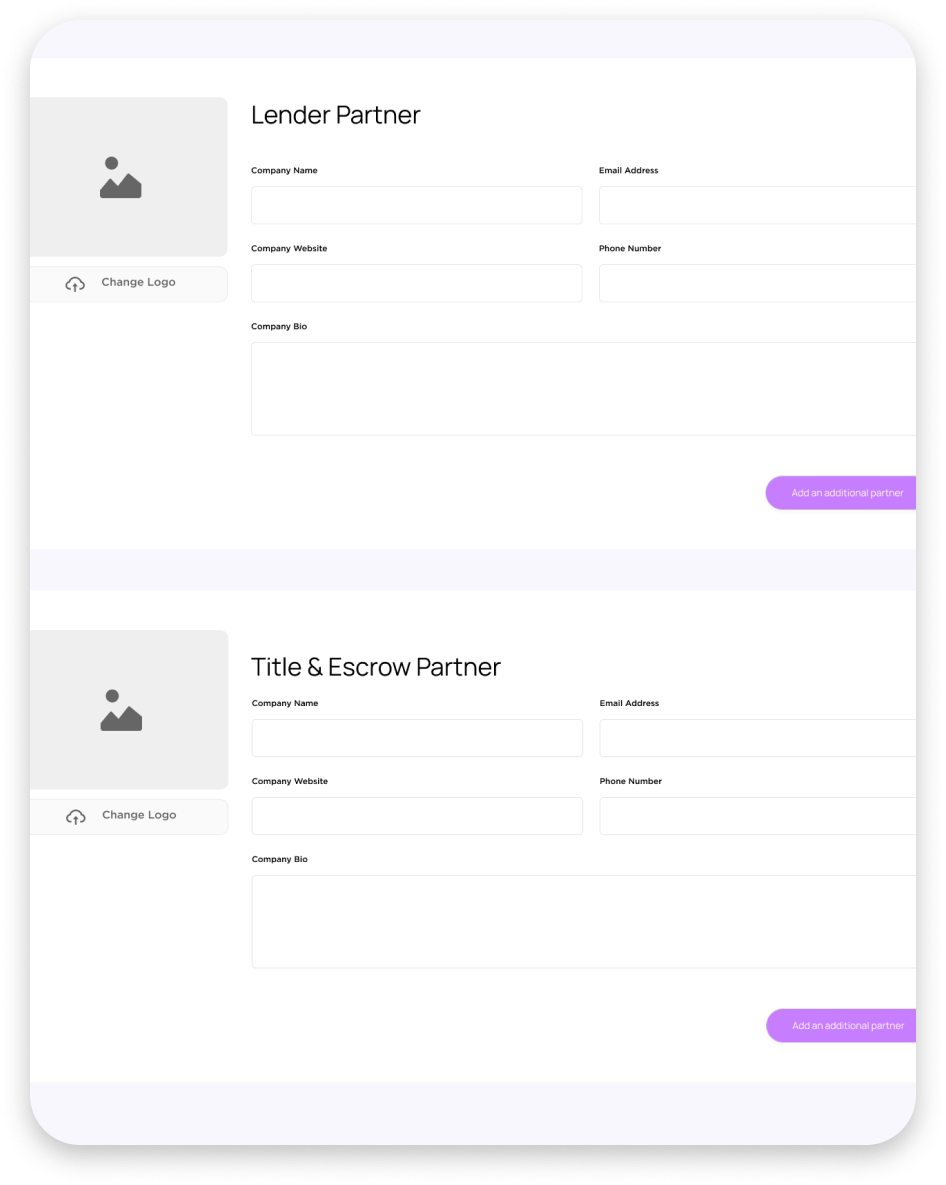 Lender Partner
Company Name
Email Address
Company Website
Phone Number
Change Logo
Company Bio
Add an additional partner
Title & Escrow Partner
Company Name
Email Address
Company Website
Phone Number
Change Logo
Company Bio
Add an additional partner